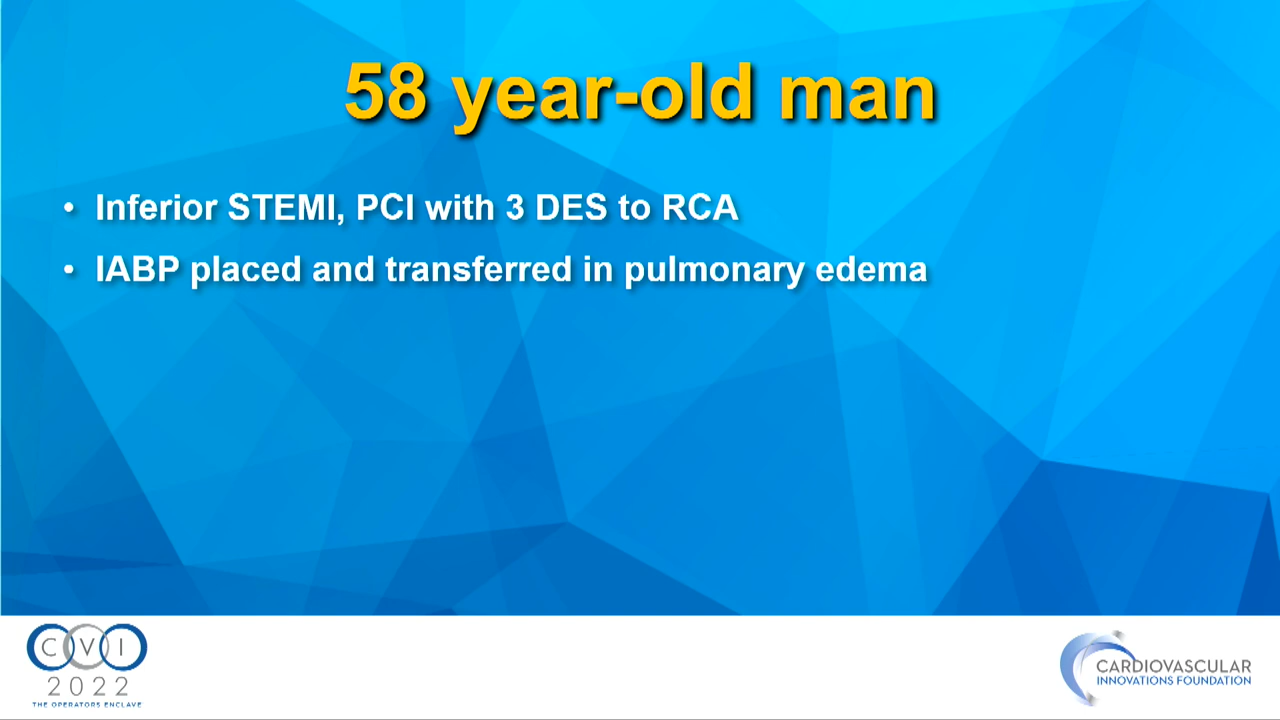 58 year-old man
• Inferior STEMI, PCI with 3 DES to RCA
• IABP placed and transferred in pulmonary edema
CVI
2022
THE OPERATORS ENCLAVE
CARDIOVASCULAR
INNOVATIONS FOUNDATION